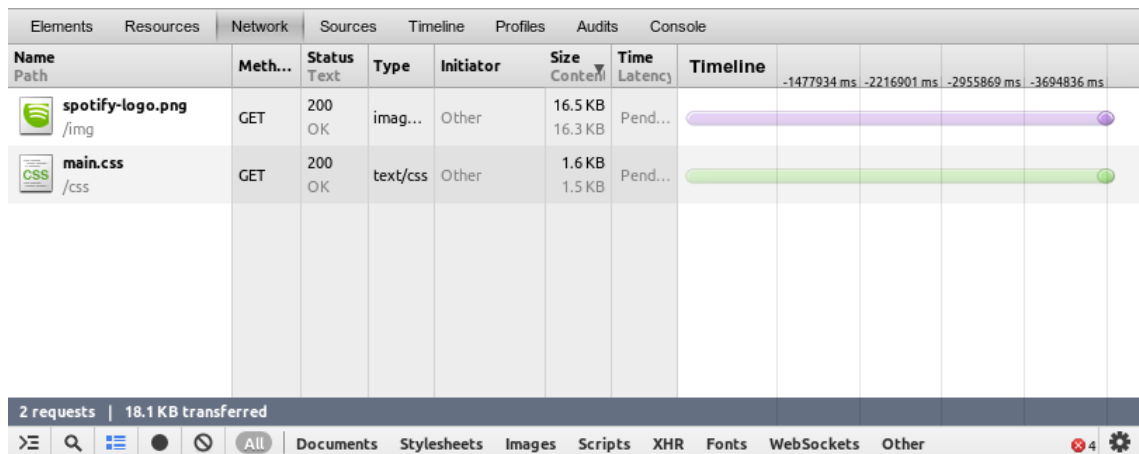 Elements Resources Network Sources Timeline Profiles Audits Console
Name Meth... Status Type Initiator Size Time Timeline
Path Text Content Latency -1477934 ms -2216901 ms -2955869 ms -3694836 ms
spotify-logo.png GET 200 imag... Other 16.5 KB Pend...
/img OK 16.3 KB
main.css GET 200 text/css Other 1.6 KB Pend...
CSS /css OK 1.5 KB
2 requests | 18.1 KB transferred
All Documents Stylesheets Images Scripts XHR Fonts WebSockets Other 4